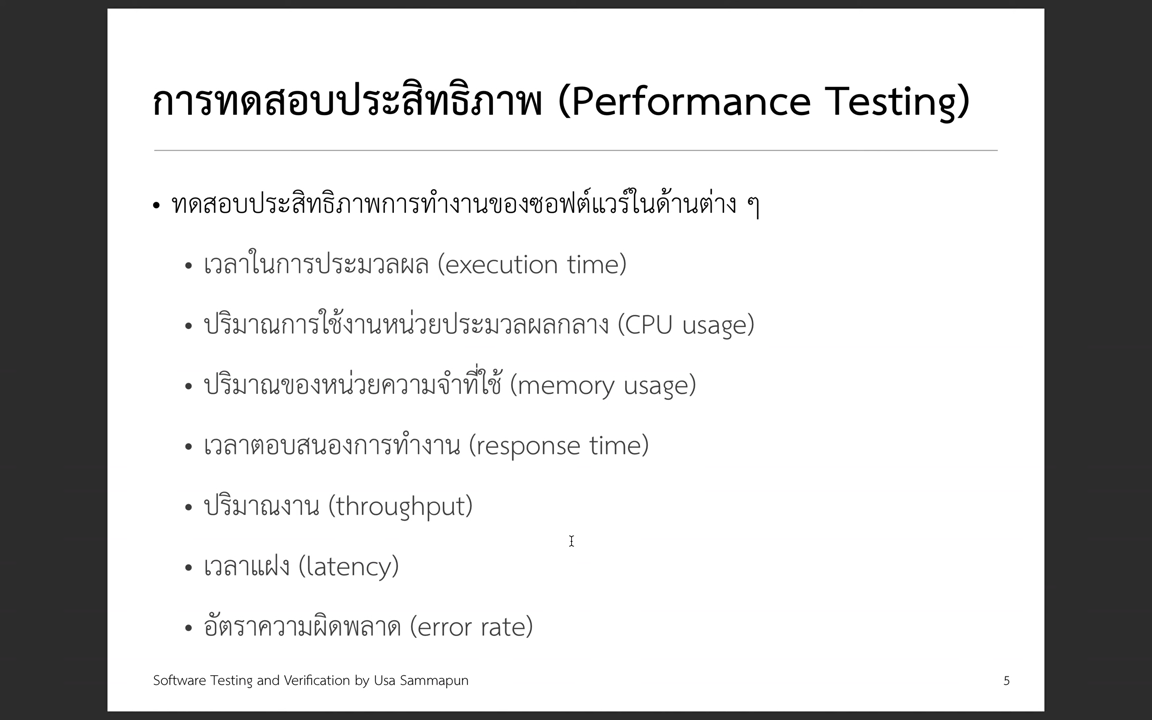 การทดสอบประสิทธิภาพ (Performance Testing)
• ทดสอบประสิทธิภาพการทำงานของซอฟต์แวร์ในด้านต่าง ๆ
• เวลาในการประมวลผล (execution time)
• ปริมาณการใช้งานหน่วยประมวลผลกลาง (CPU usage)
• ปริมาณของหน่วยความจำที่ใช้ (memory usage)
• เวลาตอบสนองการทำงาน (response time)
• ปริมาณงาน (throughput)
• เวลาแฝง (latency)
• อัตราความผิดพลาด (error rate)
Software Testing and Verification by Usa Sammapun
5